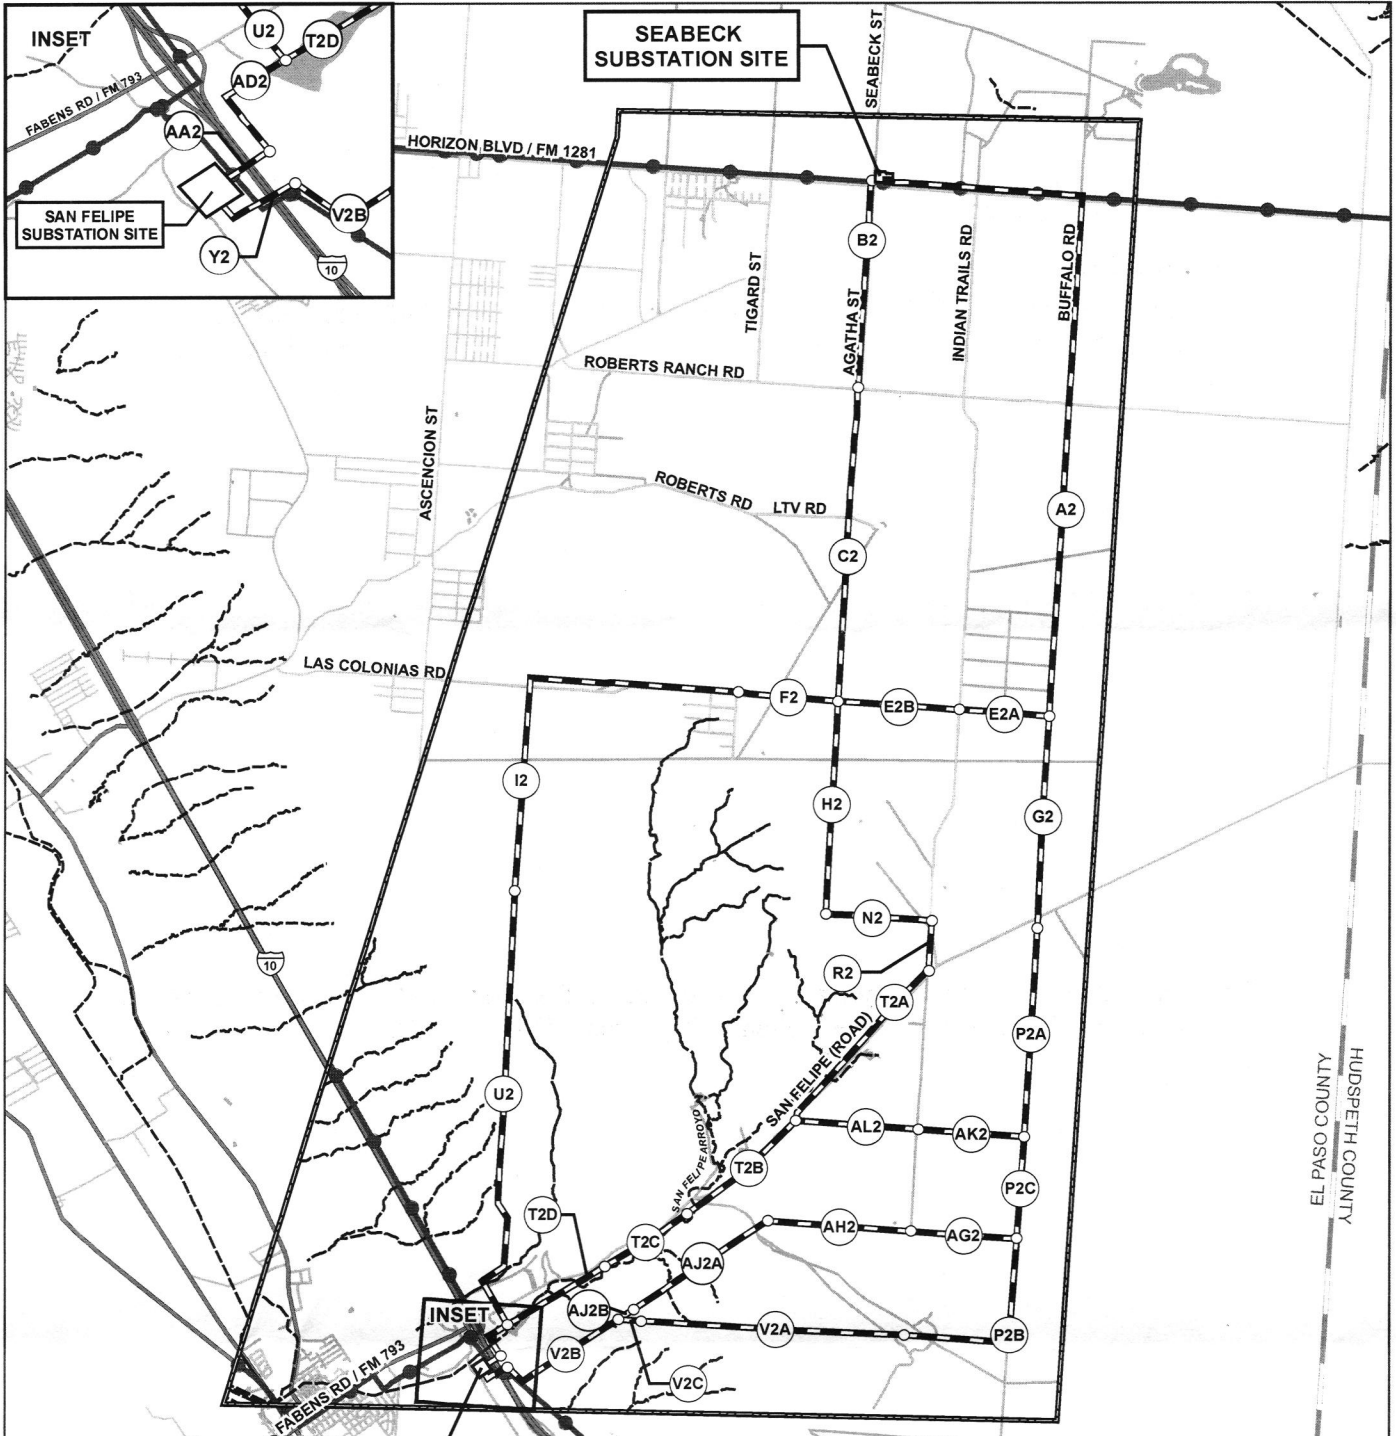 INSET
U2
T2D
AD2
FABENS RD / FM 793
AA2
SAN FELIPE
SUBSTATION SITE
V2B
Y2
10
SEABECK
SUBSTATION SITE
SEABECK ST
HORIZON BLVD / FM 1281
B2
TIGARD ST
AGATHA ST
INDIAN TRAILS RD
BUFFALO RD
ROBERTS RANCH RD
ASCENCION ST
ROBERTS RD
LTV RD
A2
C2
LAS COLONIAS RD
F2
E2B
E2A
I2
H2
G2
N2
10
R2
T2A
P2A
SAN FELIPE (ROAD)
U2
AL2
AK2
SAN FELIPE ARROYO
T2B
P2C
EL PASO COUNTY
HUDSPETH COUNTY
T2D
T2C
AH2
AG2
AJ2A
INSET
AJ2B
V2A
P2B
V2B
FABENS RD / FM 793
V2C